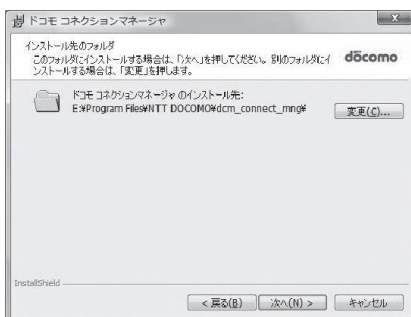 ドコモ コネクションマネージャ
インストール先のフォルダ
このフォルダにインストールする場合は、「次へ」を押してください。別のフォルダにイ
ンストールする場合は、「変更」を押します。
döcomo
ドコモ コネクションマネージャ のインストール先:
E:¥Program Files¥NTT DOCOMO¥dcm_connect_mng¥
変更(C)...
InstallShield
< 戻る(B)
次へ(N) >
キャンセル